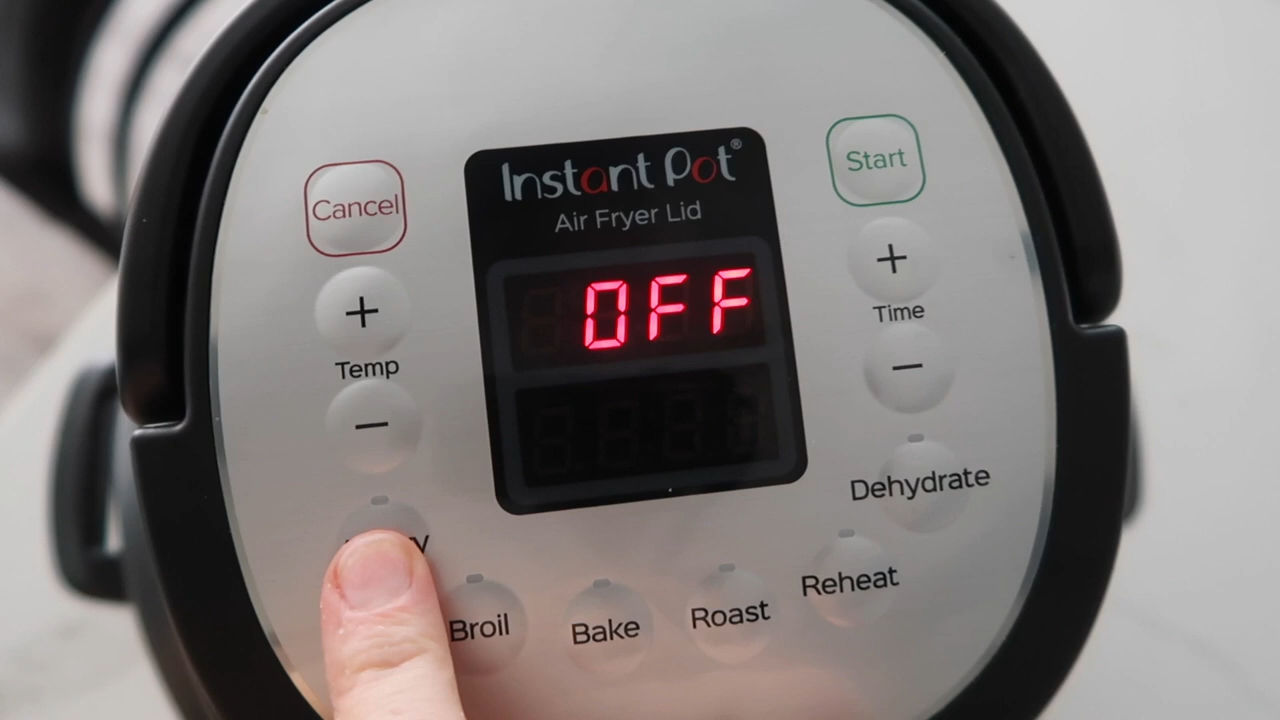 Instant Pot®
Air Fryer Lid
OFF
Cancel
+
Temp
−
Start
+
Time
−
Broil
Bake
Roast
Reheat
Dehydrate